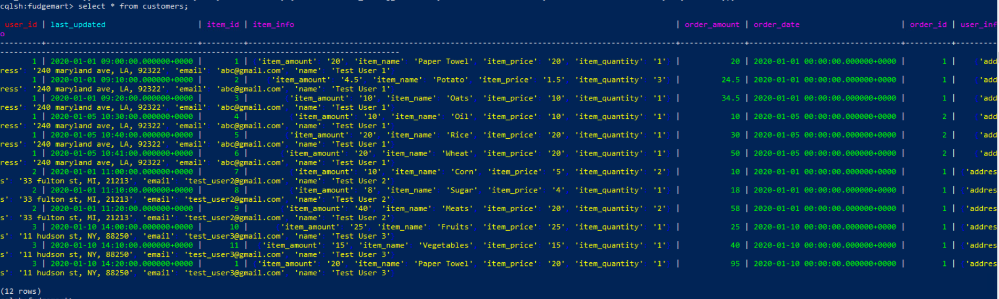 cqlsh:fudgemart> select * from customers;
user_id | last_updated | item_id | item_info | order_amount | order_date | order_id | user_inf
o
---------+---------------------------------+---------+-----------------------------------------------------------------------------------------------+--------------+---------------------------------+----------+---------
----------------------------------------------------------------------------------------
1 | 2020-01-01 09:00:00.000000+0000 | 1 | {'item_amount': '20', 'item_name': 'Paper Towel', 'item_price': '20', 'item_quantity': '1'} | 20 | 2020-01-01 00:00:00.000000+0000 | 1 | {'add
ress': '240 maryland ave, LA, 92322', 'email': 'abc@gmail.com', 'name': 'Test User 1'}
1 | 2020-01-01 09:10:00.000000+0000 | 2 | {'item_amount': '4.5', 'item_name': 'Potato', 'item_price': '1.5', 'item_quantity': '3'} | 24.5 | 2020-01-01 00:00:00.000000+0000 | 1 | {'add
ress': '240 maryland ave, LA, 92322', 'email': 'abc@gmail.com', 'name': 'Test User 1'}
1 | 2020-01-01 09:20:00.000000+0000 | 3 | {'item_amount': '10', 'item_name': 'Oats', 'item_price': '10', 'item_quantity': '1'} | 34.5 | 2020-01-01 00:00:00.000000+0000 | 1 | {'add
ress': '240 maryland ave, LA, 92322', 'email': 'abc@gmail.com', 'name': 'Test User 1'}
1 | 2020-01-05 10:30:00.000000+0000 | 4 | {'item_amount': '10', 'item_name': 'Oil', 'item_price': '10', 'item_quantity': '1'} | 10 | 2020-01-05 00:00:00.000000+0000 | 2 | {'add
ress': '240 maryland ave, LA, 92322', 'email': 'abc@gmail.com', 'name': 'Test User 1'}
1 | 2020-01-05 10:40:00.000000+0000 | 5 | {'item_amount': '20', 'item_name': 'Rice', 'item_price': '20', 'item_quantity': '1'} | 30 | 2020-01-05 00:00:00.000000+0000 | 2 | {'add
ress': '240 maryland ave, LA, 92322', 'email': 'abc@gmail.com', 'name': 'Test User 1'}
1 | 2020-01-05 10:41:00.000000+0000 | 6 | {'item_amount': '20', 'item_name': 'Wheat', 'item_price': '20', 'item_quantity': '1'} | 50 | 2020-01-05 00:00:00.000000+0000 | 2 | {'add
ress': '240 maryland ave, LA, 92322', 'email': 'abc@gmail.com', 'name': 'Test User 1'}
2 | 2020-01-01 11:00:00.000000+0000 | 7 | {'item_amount': '10', 'item_name': 'Corn', 'item_price': '5', 'item_quantity': '2'} | 10 | 2020-01-01 00:00:00.000000+0000 | 1 | {'addres
s': '33 fulton st, MI, 21213', 'email': 'test_user2@gmail.com', 'name': 'Test User 2'}
2 | 2020-01-01 11:10:00.000000+0000 | 8 | {'item_amount': '8', 'item_name': 'Sugar', 'item_price': '4', 'item_quantity': '1'} | 18 | 2020-01-01 00:00:00.000000+0000 | 1 | {'addres
s': '33 fulton st, MI, 21213', 'email': 'test_user2@gmail.com', 'name': 'Test User 2'}
2 | 2020-01-01 11:20:00.000000+0000 | 9 | {'item_amount': '40', 'item_name': 'Meats', 'item_price': '20', 'item_quantity': '2'} | 58 | 2020-01-01 00:00:00.000000+0000 | 1 | {'addres
s': '33 fulton st, MI, 21213', 'email': 'test_user2@gmail.com', 'name': 'Test User 2'}
3 | 2020-01-10 14:00:00.000000+0000 | 10 | {'item_amount': '25', 'item_name': 'Fruits', 'item_price': '25', 'item_quantity': '1'} | 25 | 2020-01-10 00:00:00.000000+0000 | 1 | {'addres
s': '11 hudson st, NY, 88250', 'email': 'test_user3@gmail.com', 'name': 'Test User 3'}
3 | 2020-01-10 14:10:00.000000+0000 | 11 | {'item_amount': '15', 'item_name': 'Vegetables', 'item_price': '15', 'item_quantity': '1'} | 40 | 2020-01-10 00:00:00.000000+0000 | 1 | {'addres
s': '11 hudson st, NY, 88250', 'email': 'test_user3@gmail.com', 'name': 'Test User 3'}
3 | 2020-01-10 14:20:00.000000+0000 | 1 | {'item_amount': '20', 'item_name': 'Paper Towel', 'item_price': '20', 'item_quantity': '1'} | 95 | 2020-01-10 00:00:00.000000+0000 | 1 | {'addres
s': '11 hudson st, NY, 88250', 'email': 'test_user3@gmail.com', 'name': 'Test User 3'}
(12 rows)